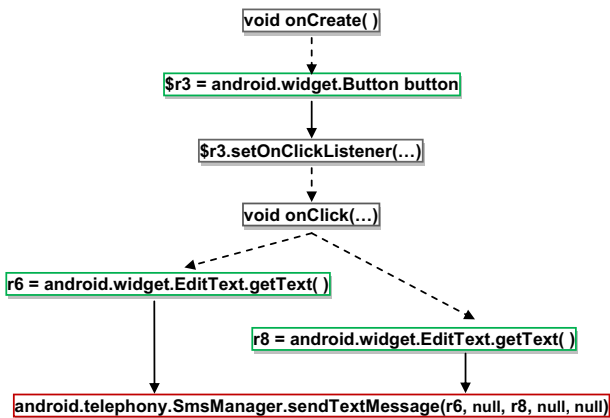 void onCreate( )
$r3 = android.widget.Button button
$r3.setOnClickListener(…)
void onClick(…)
r6 = android.widget.EditText.getText( )
r8 = android.widget.EditText.getText( )
android.telephony.SmsManager.sendTextMessage(r6, null, r8, null, null)